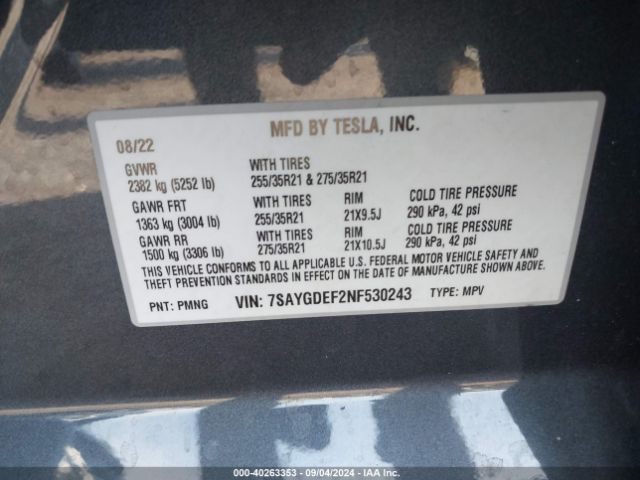 MFD BY TESLA, INC.
08/22
GVWR WITH TIRES
2382 kg (5252 lb) 255/35R21 & 275/35R21
GAWR FRT WITH TIRES RIM COLD TIRE PRESSURE
1363 kg (3004 lb) 255/35R21 21X9.5J 290 kPa, 42 psi
GAWR RR WITH TIRES RIM COLD TIRE PRESSURE
1500 kg (3306 lb) 275/35R21 21X10.5J 290 kPa, 42 psi
THIS VEHICLE CONFORMS TO ALL APPLICABLE U.S. FEDERAL MOTOR VEHICLE SAFETY AND
THEFT PREVENTION STANDARDS IN EFFECT ON THE DATE OF MANUFACTURE SHOWN ABOVE.
PNT: PMNG VIN: 7SAYGDEF2NF530243 TYPE: MPV
000-40263353 - 09/04/2024 - IAA Inc.